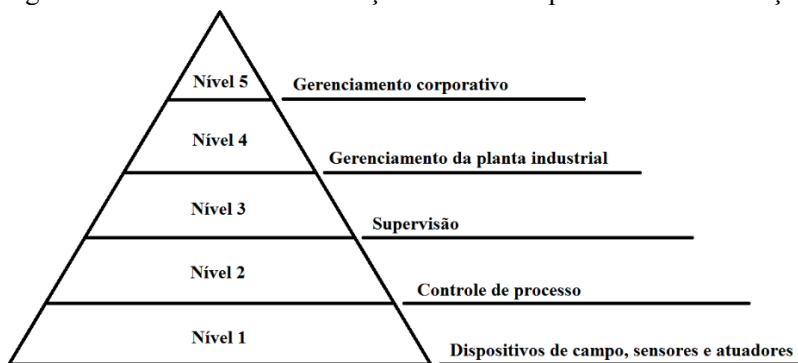 Nível 5
Gerenciamento corporativo
Nível 4
Gerenciamento da planta industrial
Nível 3
Supervisão
Nível 2
Controle de processo
Nível 1
Dispositivos de campo, sensores e atuadores